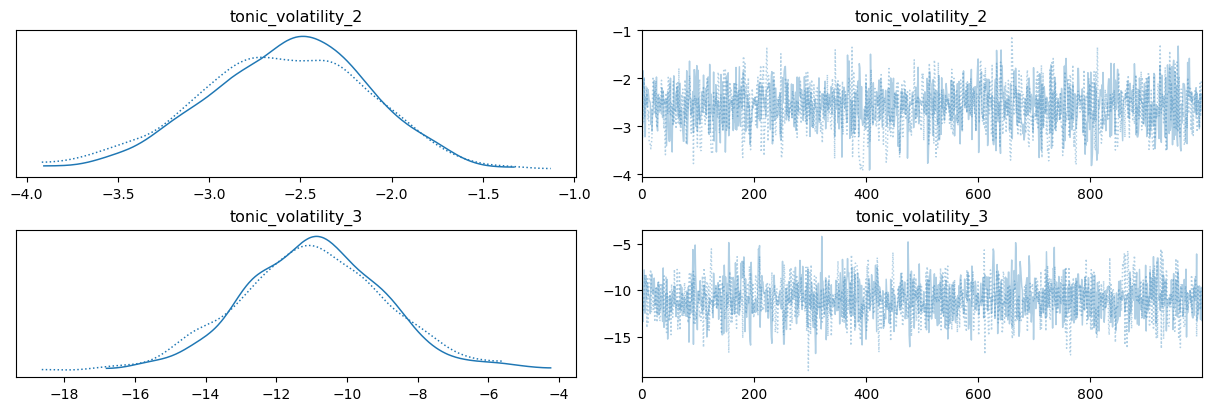 tonic_volatility_2
−4.0 −3.5 −3.0 −2.5 −2.0 −1.5 −1.0
tonic_volatility_2
−1
−2
−3
−4
0 200 400 600 800
tonic_volatility_3
−18 −16 −14 −12 −10 −8 −6 −4
tonic_volatility_3
−5
−10
−15
0 200 400 600 800